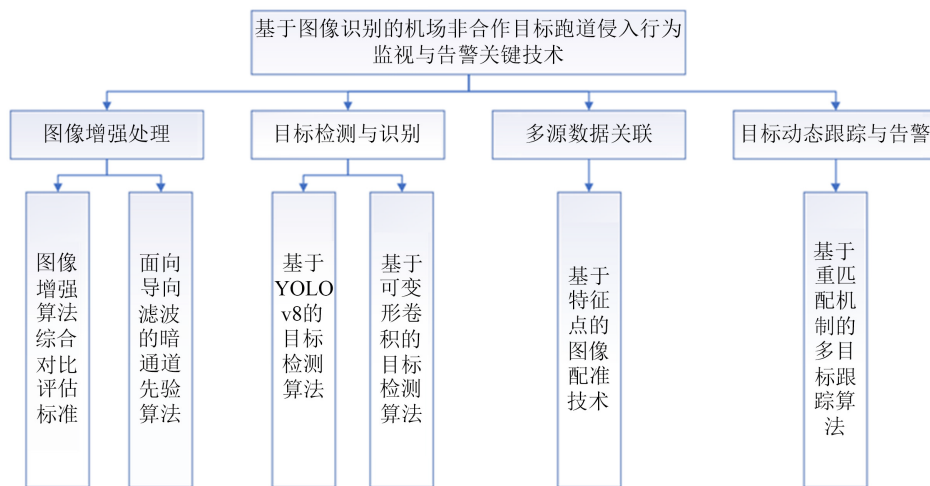 基于图像识别的机场非合作目标跑道侵入行为
监视与告警关键技术
图像增强处理
目标检测与识别
多源数据关联
目标动态跟踪与告警
图像
增强
算法
综合
对比
评估
标准
面向
导向
滤波
的暗
通道
先验
算法
基于
YOLO
v8的
目标
检测
算法
基于
可变
形卷
积的
目标
检测
算法
基于
特征
点的
图像
配准
技术
基于
重匹
配机
制的
多目
标跟
踪算
法